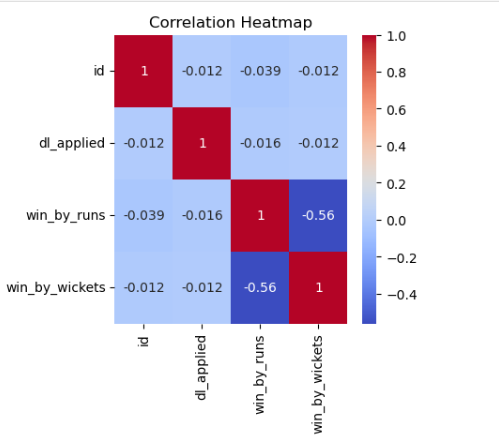 Correlation Heatmap
id
1 -0.012 -0.039 -0.012
dl_applied
-0.012 1 -0.016 -0.012
win_by_runs
-0.039 -0.016 1 -0.56
win_by_wickets
-0.012 -0.012 -0.56 1
id
dl_applied
win_by_runs
win_by_wickets
1.0
0.8
0.6
0.4
0.2
0.0
−0.2
−0.4